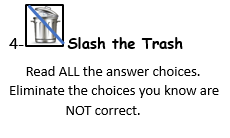 4- Slash the Trash
Read ALL the answer choices.
Eliminate the choices you know are
NOT correct.